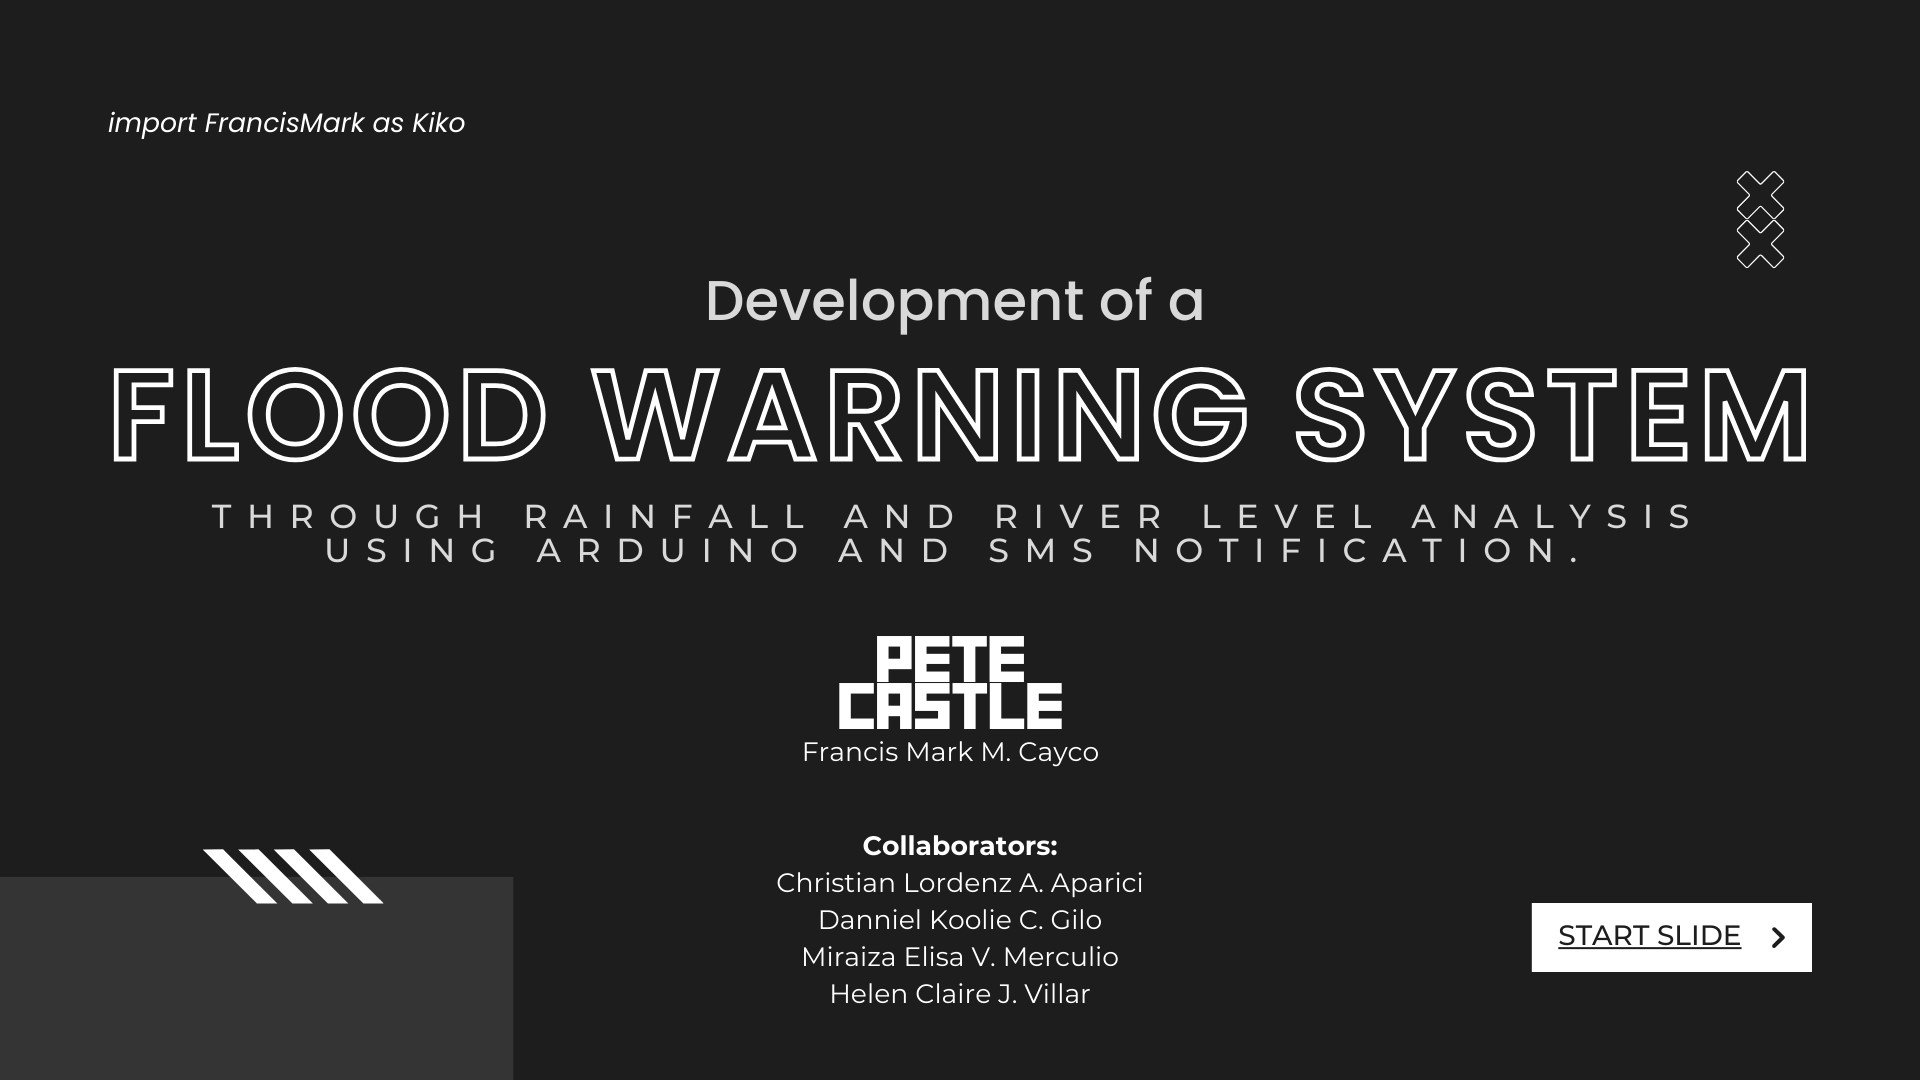 import FrancisMark as Kiko
Development of a
FLOOD WARNING SYSTEM
THROUGH RAINFALL AND RIVER LEVEL ANALYSIS
USING ARDUINO AND SMS NOTIFICATION.
PETE
CASTLE
Francis Mark M. Cayco
Collaborators:
Christian Lordenz A. Aparici
Danniel Koolie C. Gilo
Miraiza Elisa V. Merculio
Helen Claire J. Villar
START SLIDE